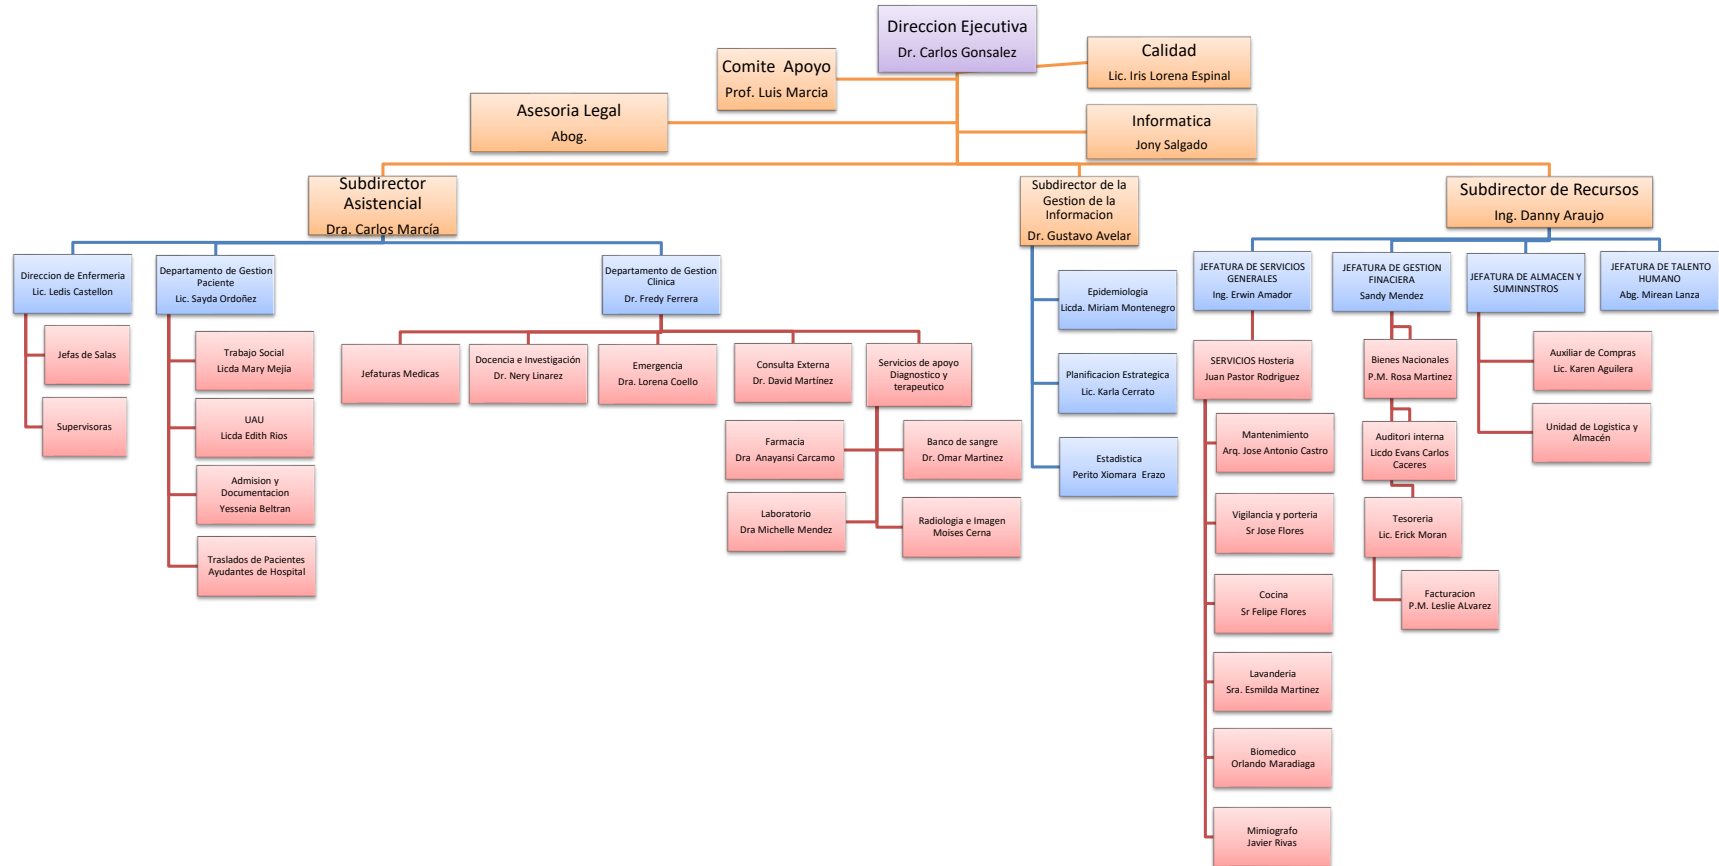 Direccion Ejecutiva
Dr. Carlos Gonsalez
Calidad
Lic. Iris Lorena Espinal
Comite  Apoyo
Prof. Luis Marcia
Asesoria Legal
Abog.
Informatica
Jony Salgado
Subdirector
Asistencial
Dra. Carlos Marcía
Subdirector de la
Gestion de la
Informacion
Dr. Gustavo Avelar
Subdirector de Recursos
Ing. Danny Araujo
Direccion de Enfermeria
Lic. Ledis Castellon
Departamento de Gestion
Paciente
Lic. Sayda Ordoñez
Departamento de Gestion
Clinica
Dr. Fredy Ferrera
JEFATURA DE SERVICIOS
GENERALES
Ing. Erwin Amador
JEFATURA DE GESTION
FINACIERA
Sandy Mendez
JEFATURA DE ALMACEN Y
SUMINNSTROS
JEFATURA DE TALENTO
HUMANO
Abg. Mirean Lanza
Jefas de Salas
Supervisoras
Trabajo Social
Licda Mary Mejia
UAU
Licda Edith Rios
Admision y
Documentacion
Yessenia Beltran
Traslados de Pacientes
Ayudantes de Hospital
Jefaturas Medicas
Docencia e Investigación
Dr. Nery Linarez
Emergencia
Dra. Lorena Coello
Consulta Externa
Dr. David Martínez
Servicios de apoyo
Diagnostico y
terapeutico
Farmacia
Dra  Anayansi Carcamo
Banco de sangre
Dr. Omar Martinez
Laboratorio
Dra Michelle Mendez
Radiologia e Imagen
Moises Cerna
Epidemiologia
Licda. Miriam Montenegro
Planificacion Estrategica
Lic. Karla Cerrato
Estadistica
Perito Xiomara  Erazo
SERVICIOS Hosteria
Juan Pastor Rodriguez
Mantenimiento
Arq. Jose Antonio Castro
Vigilancia y porteria
Sr Jose Flores
Cocina
Sr Felipe Flores
Lavanderia
Sra. Esmilda Martinez
Biomedico
Orlando Maradiaga
Mimiografo
Javier Rivas
Bienes Nacionales
P.M. Rosa Martinez
Auditori interna
Licdo Evans Carlos
Caceres
Tesoreria
Lic. Erick Moran
Facturacion
P.M. Leslie ALvarez
Auxiliar de Compras
Lic. Karen Aguilera
Unidad de Logistica y
Almacén